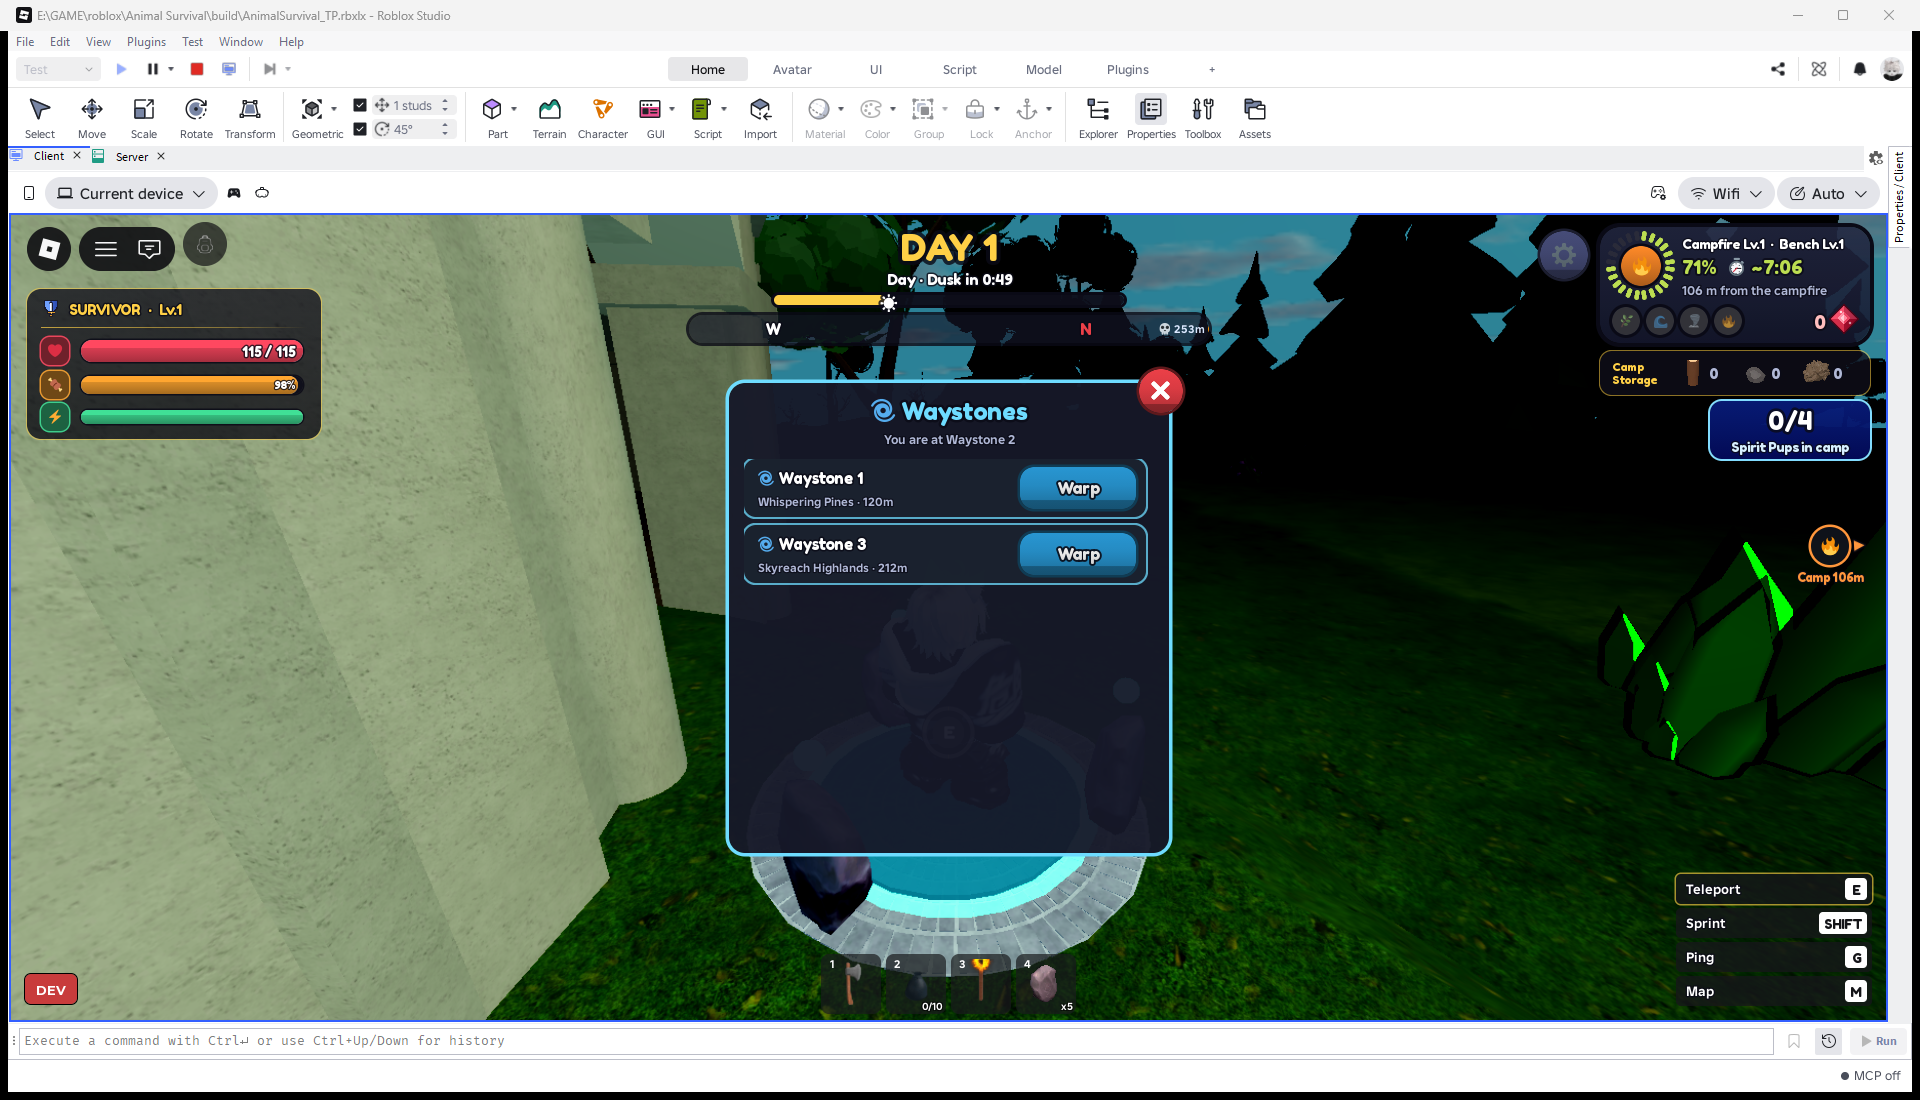 E:\GAME\roblox\Animal Survival\build\AnimalSurvival_TP.rbxlx - Roblox Studio
File Edit View Plugins Test Window Help
Test
Home Avatar UI Script Model Plugins +
1 studs
45°
Select Move Scale Rotate Transform Geometric Part Terrain Character GUI Script Import Material Color Group Lock Anchor Explorer Properties Toolbox Assets
Client Server
Properties / Client
Current device
Wifi
Auto
SURVIVOR · Lv.1
115 / 115
98%
DAY 1
Day · Dusk in 0:49
W N 253m
Campfire Lv.1 · Bench Lv.1
71% ~7:06
106 m from the campfire
0
Camp Storage
0 0 0
0/4
Spirit Pups in camp
Camp 106m
Waystones
You are at Waystone 2
Waystone 1
Whispering Pines · 120m
Warp
Waystone 3
Skyreach Highlands · 212m
Warp
E
Teleport E
Sprint SHIFT
Ping G
Map M
DEV
1 2 3 4
0/10 x5
Execute a command with Ctrl↵ or use Ctrl+Up/Down for history
Run
MCP off